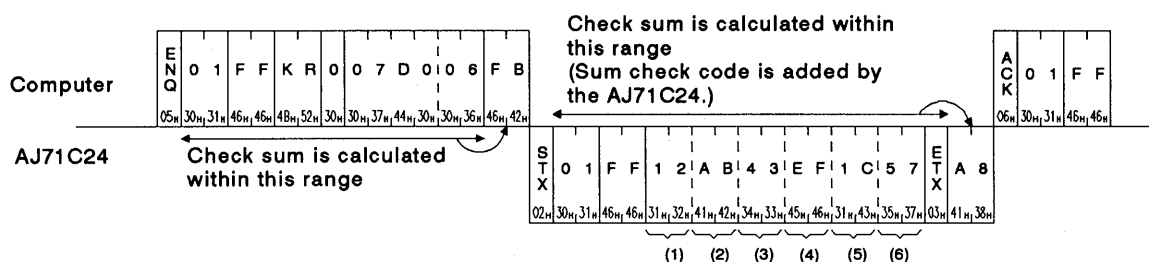 Check sum is calculated within
this range
(Sum check code is added by
the AJ71C24.)
Computer
ENQ 0 1 F F K R 0 0 7 D 0 0 6 F B
05H 30H 31H 46H 46H 4BH 52H 30H 30H 37H 44H 30H 30H 36H 46H 42H
ACK 0 1 F F
06H 30H 31H 46H 46H
AJ71C24
Check sum is calculated
within this range
STX 0 1 F F 1 2 A B 4 3 E F 1 C 5 7 ETX A 8
02H 30H 31H 46H 46H 31H 32H 41H 42H 34H 33H 45H 46H 31H 43H 35H 37H 03H 41H 38H
(1) (2) (3) (4) (5) (6)